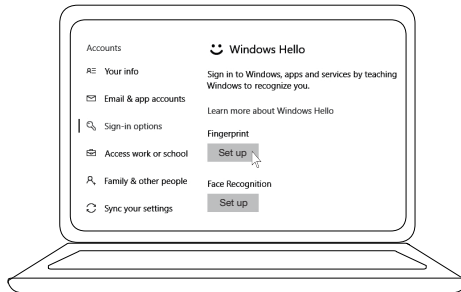 Accounts
Your info
Email & app accounts
Sign-in options
Access work or school
Family & other people
Sync your settings
Windows Hello
Sign in to Windows, apps and services by teaching
Windows to recognize you.
Learn more about Windows Hello
Fingerprint
Set up
Face Recognition
Set up